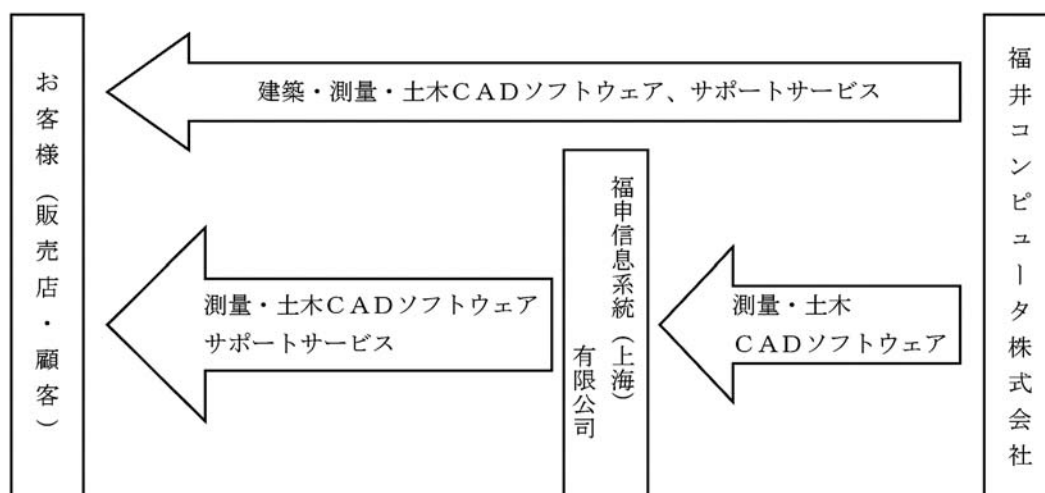 お客様（販売店・顧客）
建築・測量・土木ＣＡＤソフトウェア、サポートサービス
測量・土木ＣＡＤソフトウェア
サポートサービス
福申信息系統（上海）
有限公司
測量・土木
ＣＡＤソフトウェア
福井コンピュータ株式会社